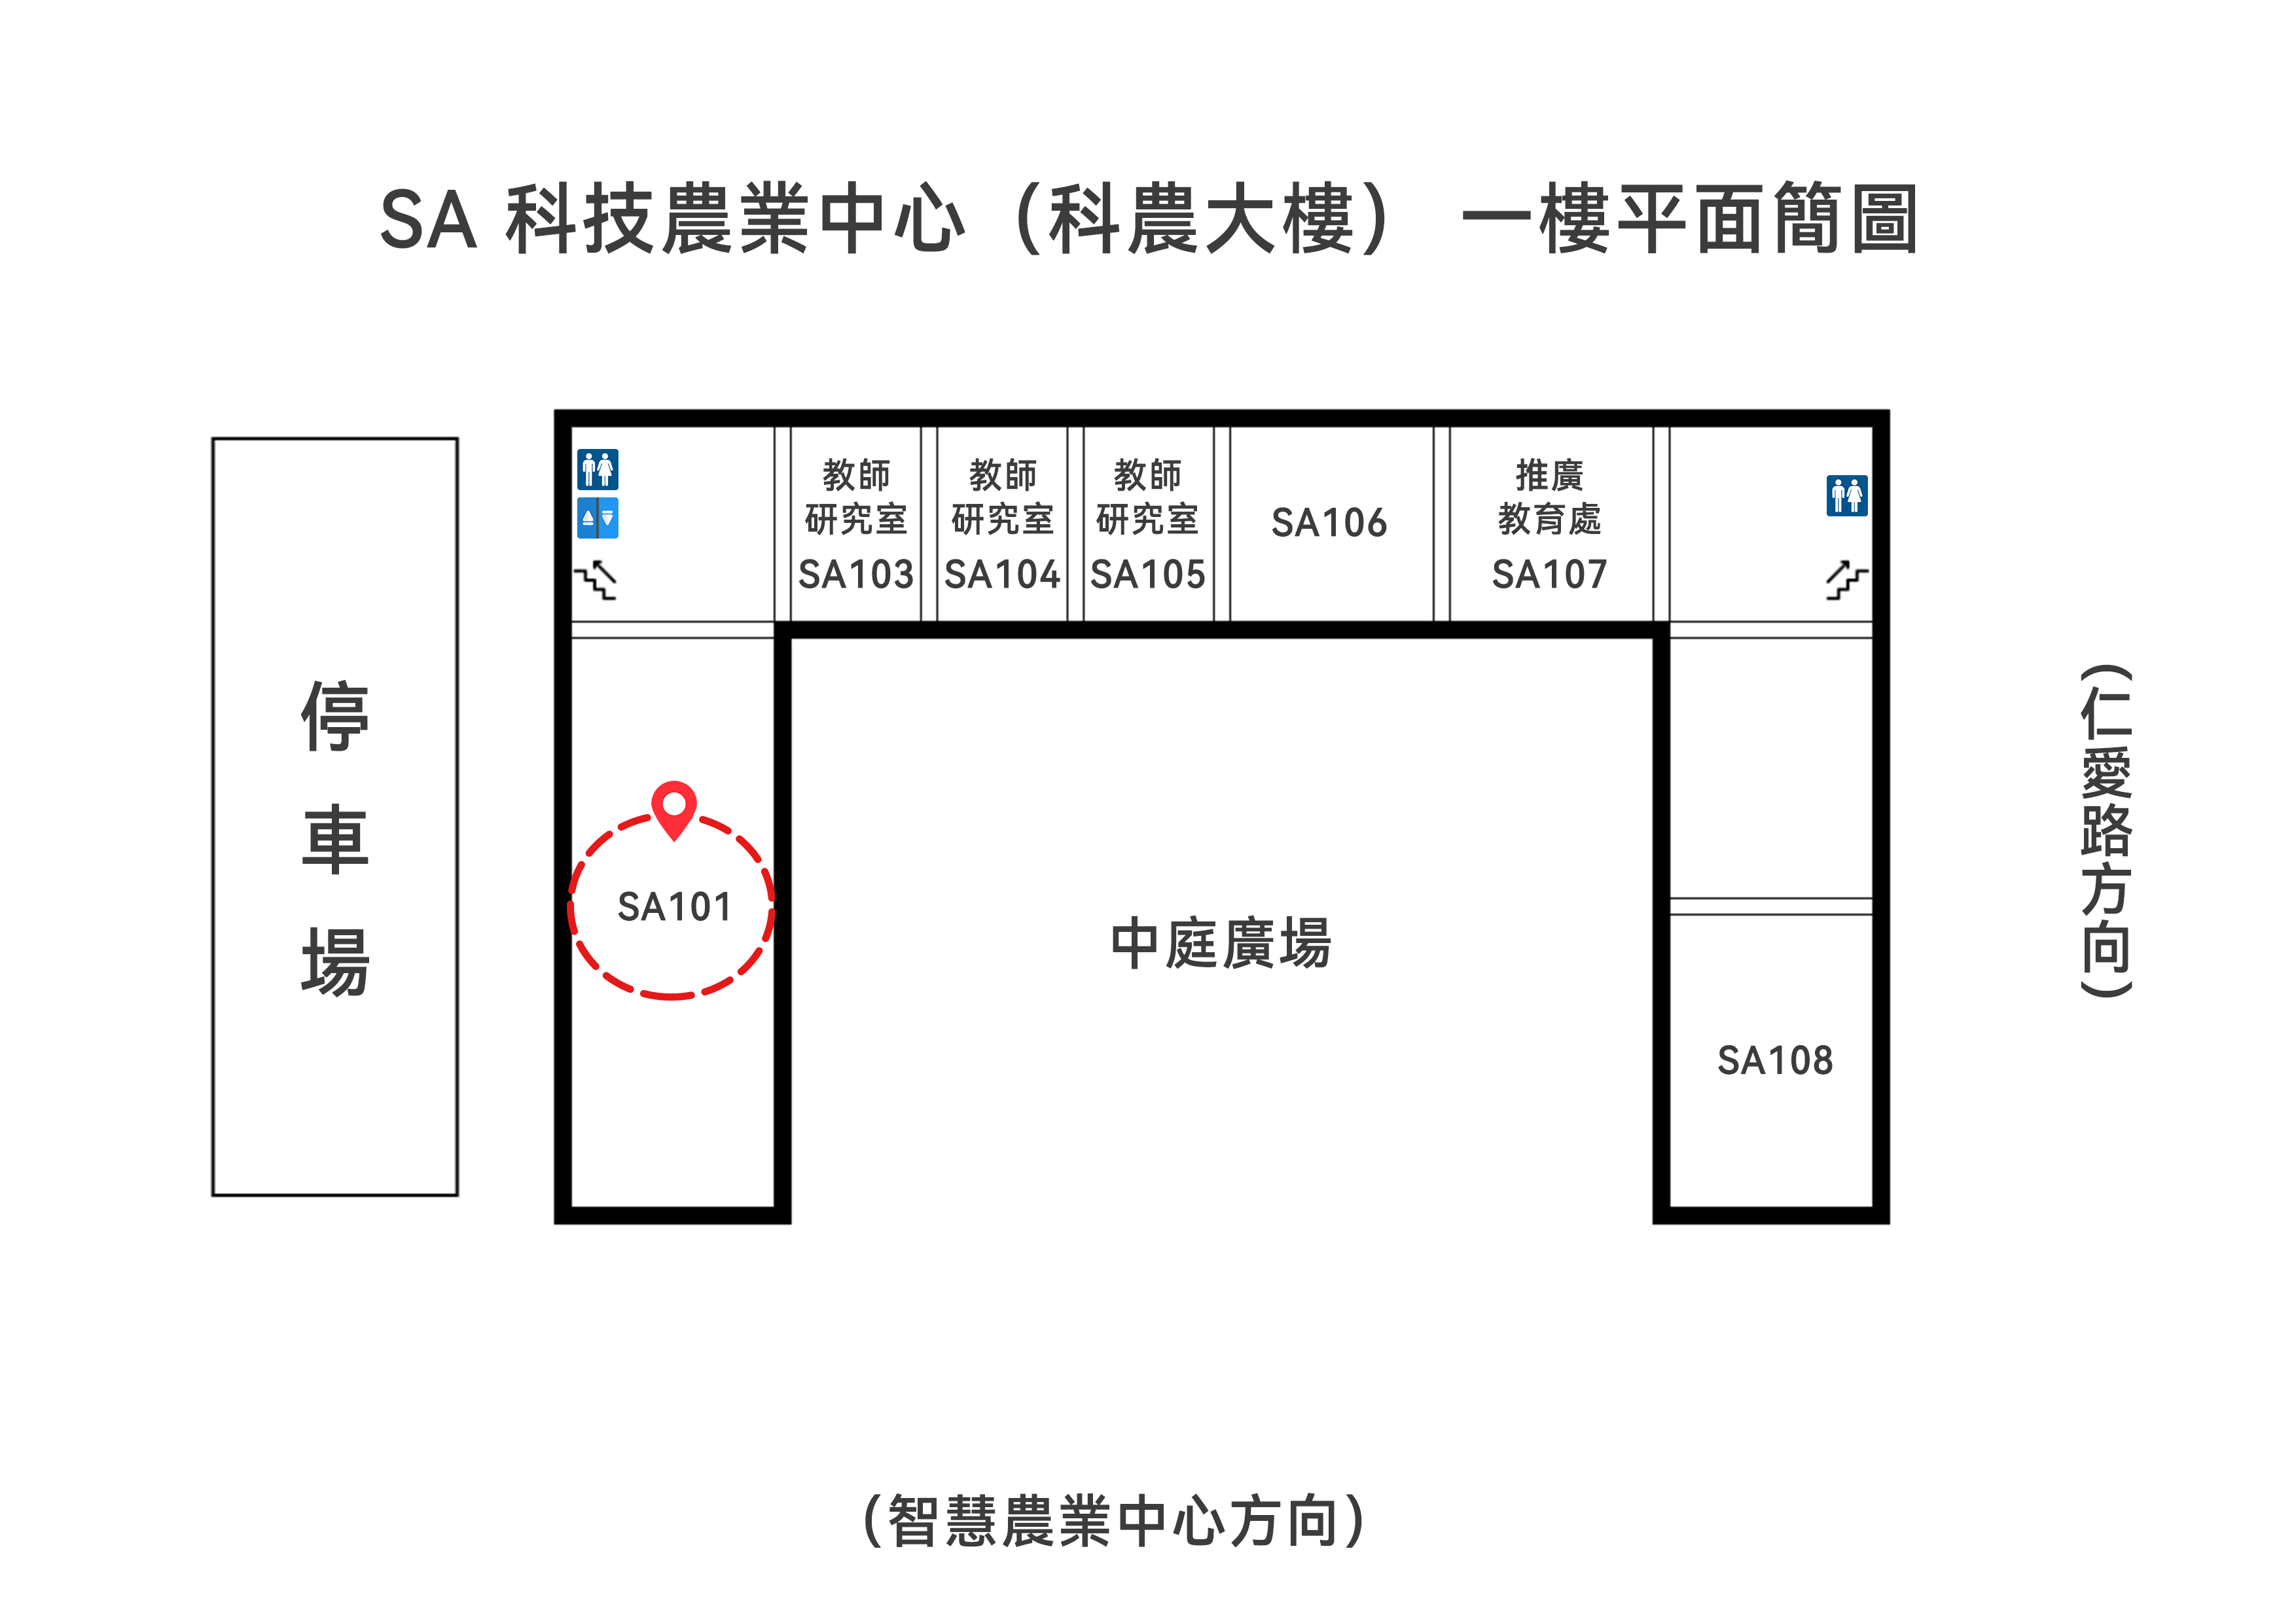 SA 科技農業中心（科農大樓） 一樓平面簡圖
教師
研究室
SA103
教師
研究室
SA104
教師
研究室
SA105
SA106
推廣
教育處
SA107
停車場
SA101
中庭廣場
SA108
（仁愛路方向）
（智慧農業中心方向）